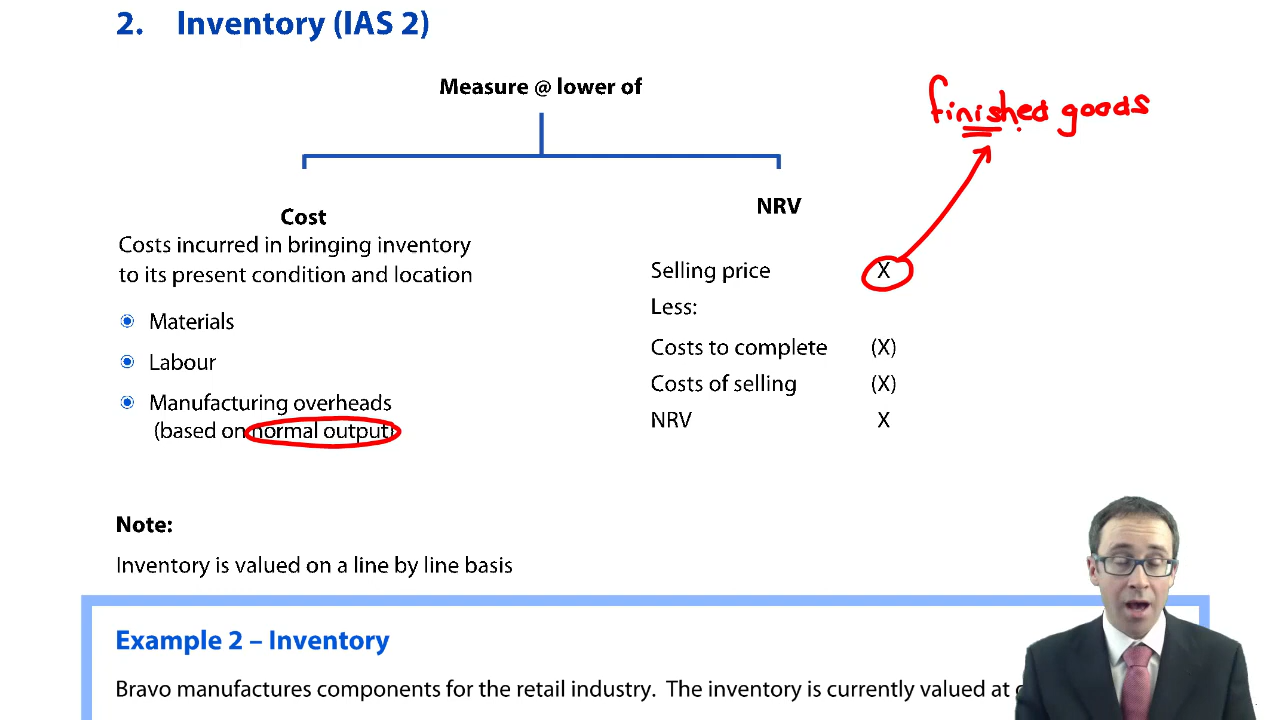 2. Inventory (IAS 2)
Measure @ lower of
finished goods
Cost
NRV
Costs incurred in bringing inventory
to its present condition and location
Materials
Labour
Manufacturing overheads
(based on normal output)
Selling price X
Less:
Costs to complete (X)
Costs of selling (X)
NRV X
Note:
Inventory is valued on a line by line basis
Example 2 – Inventory
Bravo manufactures components for the retail industry. The inventory is currently valued at